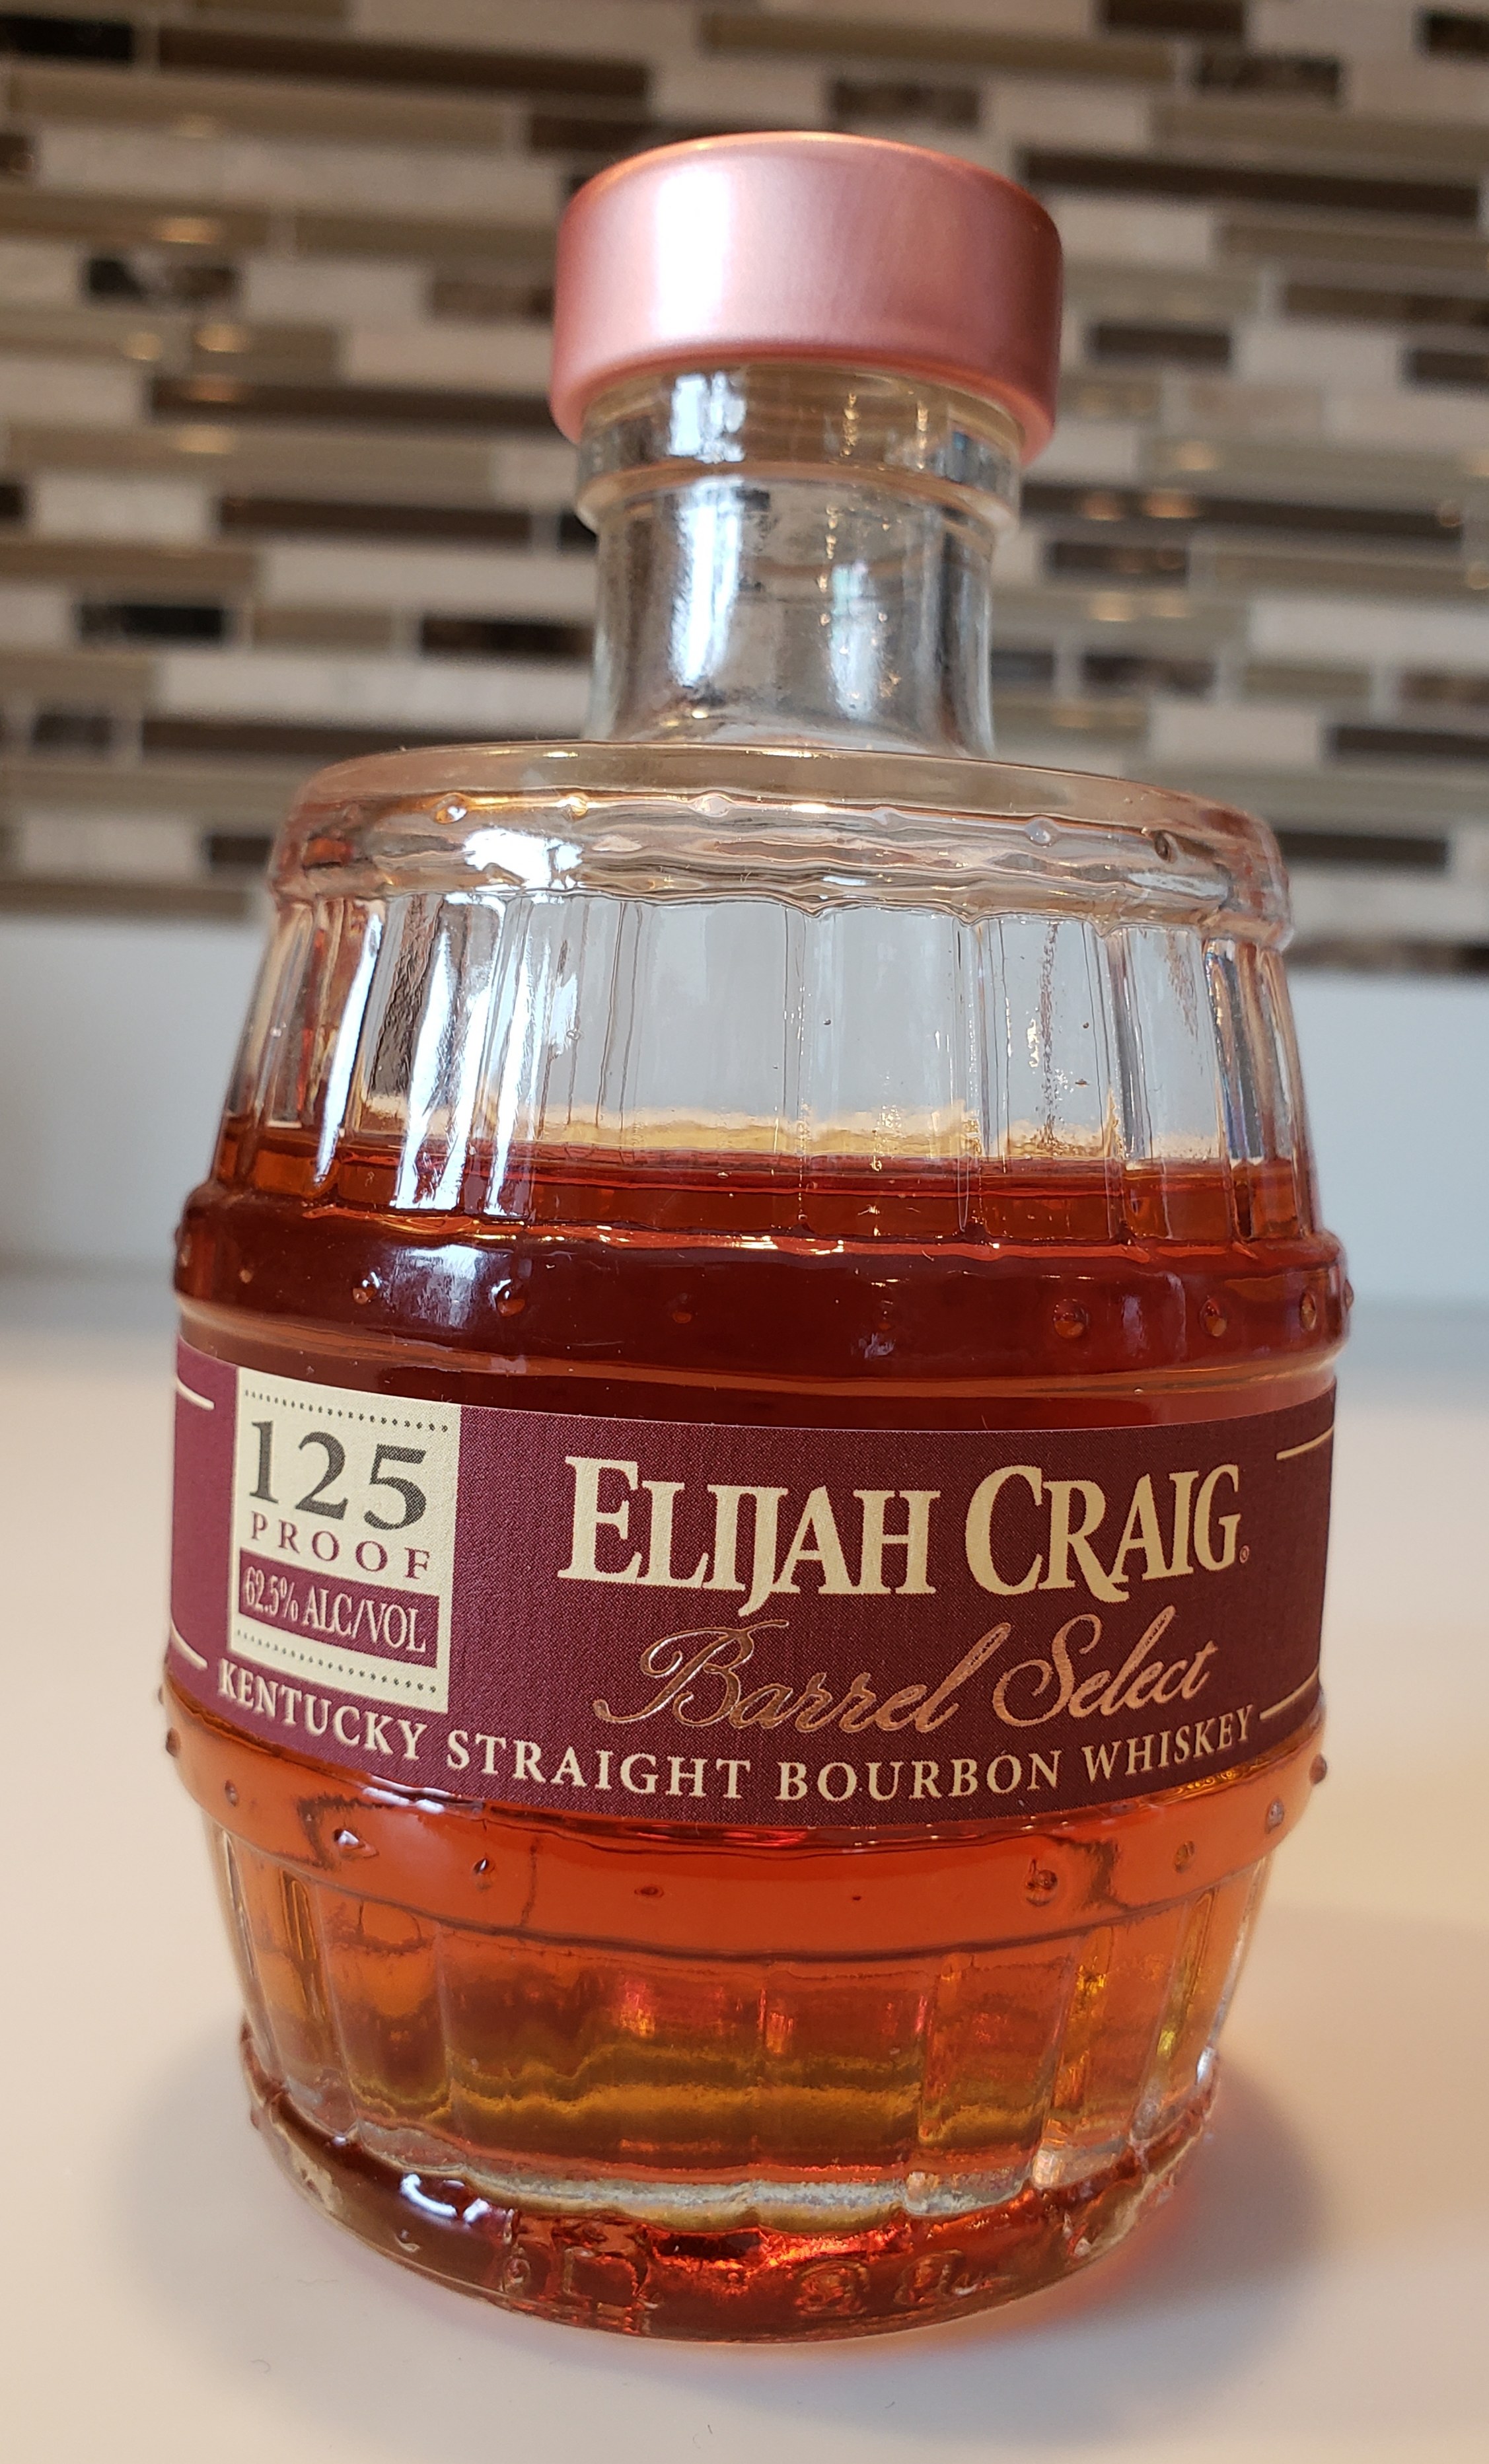 125
PROOF
62.5% ALC/VOL
ELIJAH CRAIG®
Barrel Select
KENTUCKY STRAIGHT BOURBON WHISKEY